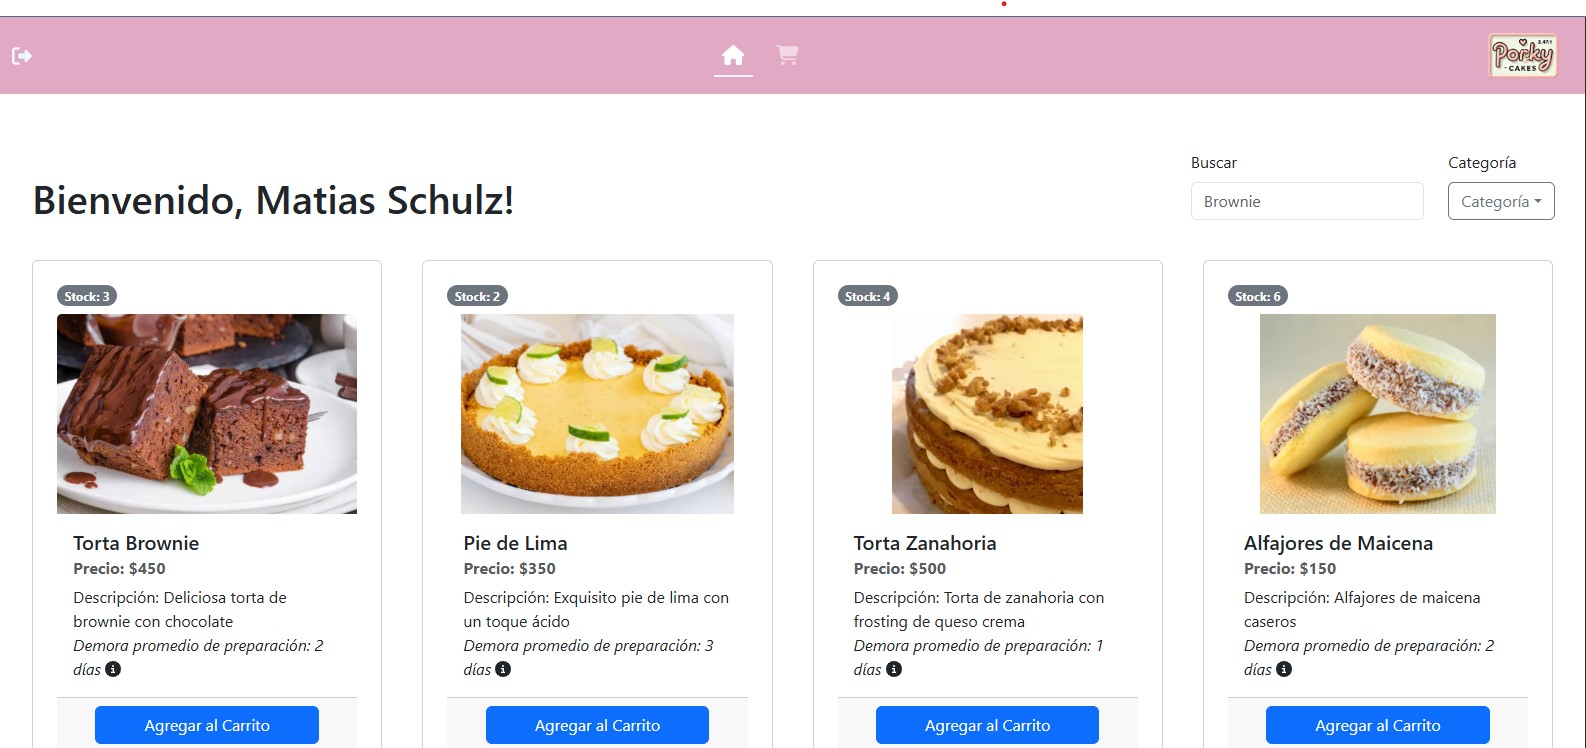 2.4741
Porky
-CAKES-
Buscar
Categoría
Bienvenido, Matias Schulz!
Brownie
Categoría
Stock: 3
Stock: 2
Stock: 4
Stock: 6
Torta Brownie
Precio: $450
Descripción: Deliciosa torta de
brownie con chocolate
Demora promedio de preparación: 2
días
Agregar al Carrito
Pie de Lima
Precio: $350
Descripción: Exquisito pie de lima con
un toque ácido
Demora promedio de preparación: 3
días
Agregar al Carrito
Torta Zanahoria
Precio: $500
Descripción: Torta de zanahoria con
frosting de queso crema
Demora promedio de preparación: 1
días
Agregar al Carrito
Alfajores de Maicena
Precio: $150
Descripción: Alfajores de maicena
caseros
Demora promedio de preparación: 2
días
Agregar al Carrito